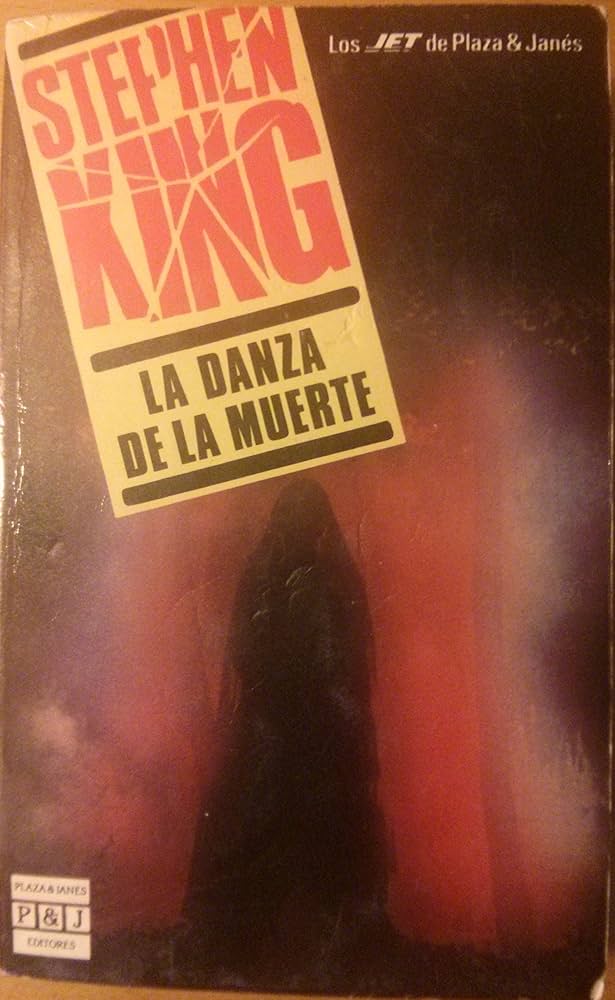 Los JET de Plaza & Janés
STEPHEN
KING
LA DANZA
DE LA MUERTE
PLAZA & JANES
P & J
EDITORES